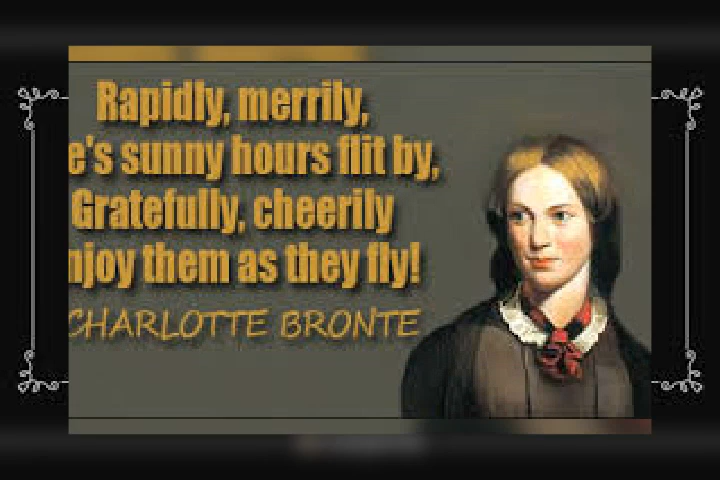 Rapidly, merrily,
e's sunny hours flit by,
Gratefully, cheerily
njoy them as they fly!
CHARLOTTE BRONTE